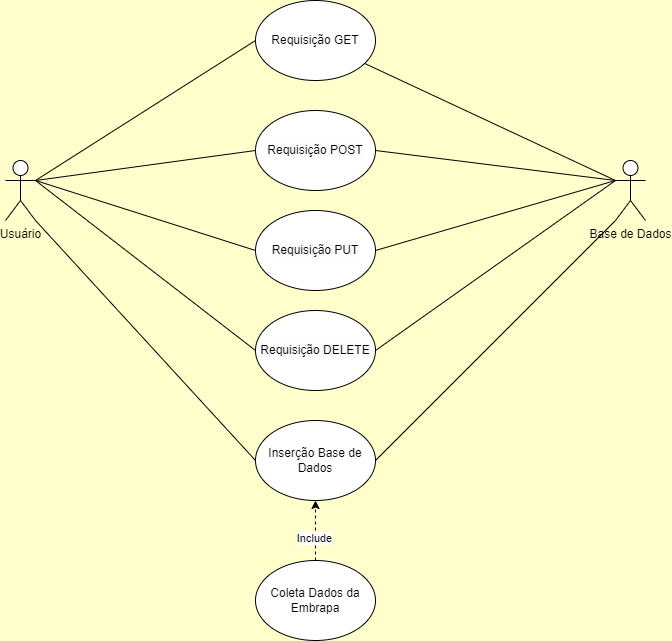 Requisição GET
Requisição POST
Usuário
Base de Dados
Requisição PUT
Requisição DELETE
Inserção Base de
Dados
Include
Coleta Dados da
Embrapa